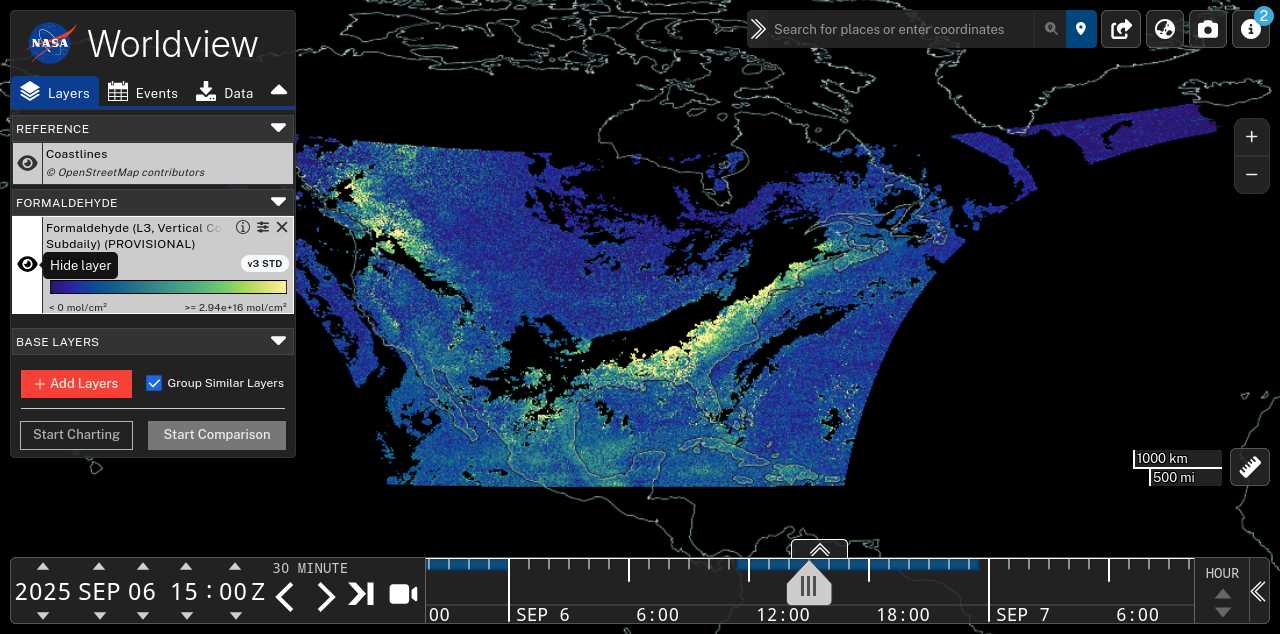 NASA Worldview
Search for places or enter coordinates
2
Layers Events Data
REFERENCE
Coastlines
© OpenStreetMap contributors
FORMALDEHYDE
Formaldehyde (L3, Vertical Co
Subdaily) (PROVISIONAL)
Hide layer
v3 STD
< 0 mol/cm² >= 2.94e+16 mol/cm²
BASE LAYERS
+ Add Layers Group Similar Layers
Start Charting Start Comparison
+
−
1000 km
500 mi
30 MINUTE
2025 SEP 06 15 : 00 Z
00 SEP 6 6:00 12:00 18:00 SEP 7 6:00
HOUR